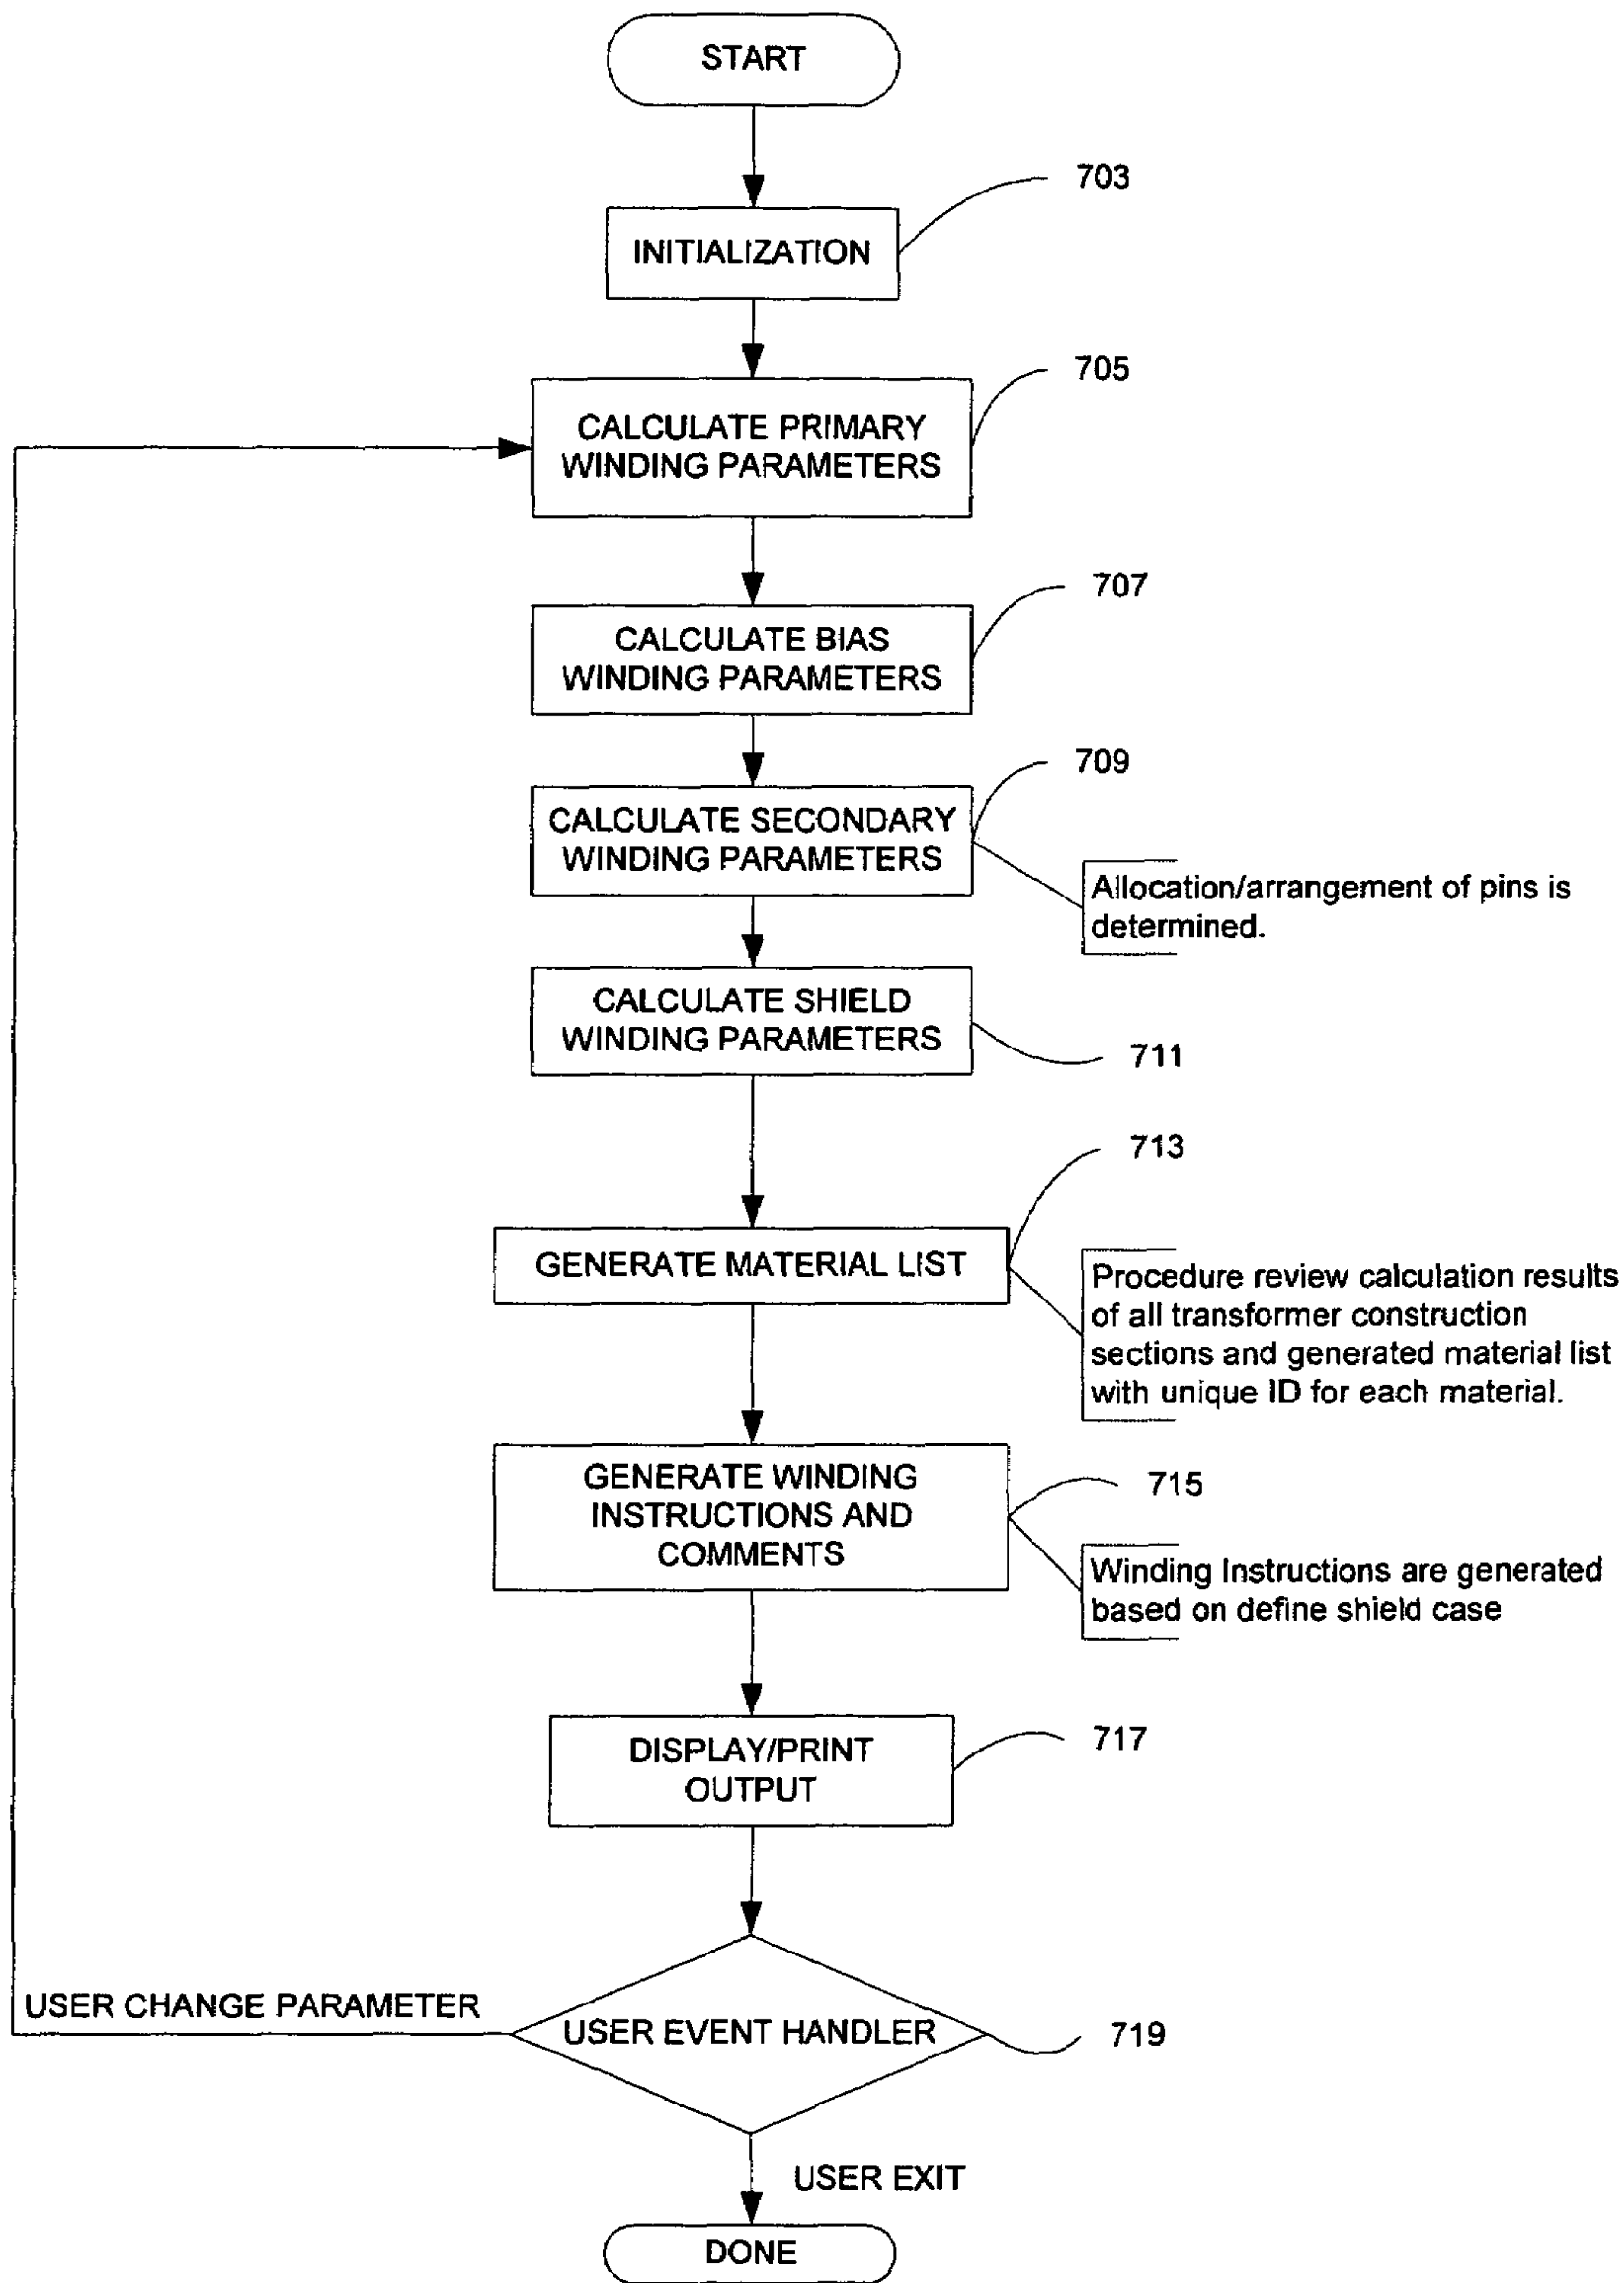 START
703
INITIALIZATION
705
CALCULATE PRIMARY
WINDING PARAMETERS
707
CALCULATE BIAS
WINDING PARAMETERS
709
CALCULATE SECONDARY
WINDING PARAMETERS
Allocation/arrangement of pins is
determined.
CALCULATE SHIELD
WINDING PARAMETERS
711
713
GENERATE MATERIAL LIST
Procedure review calculation results
of all transformer construction
sections and generated material list
with unique ID for each material.
GENERATE WINDING
INSTRUCTIONS AND
COMMENTS
715
Winding Instructions are generated
based on define shield case
717
DISPLAY/PRINT
OUTPUT
USER CHANGE PARAMETER
USER EVENT HANDLER
719
USER EXIT
DONE